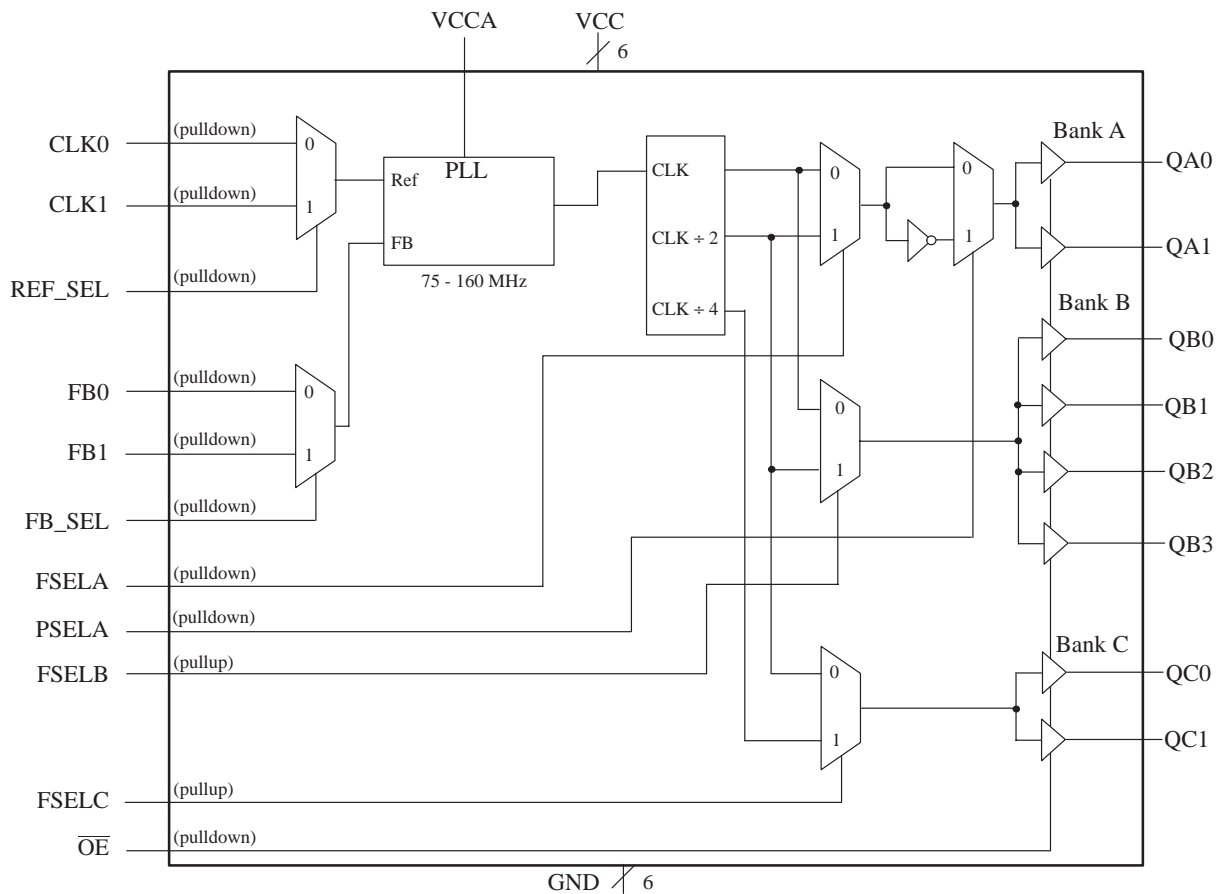 VCCA
VCC
6
CLK0
(pulldown)
0
CLK1
(pulldown)
1
REF_SEL
(pulldown)
PLL
Ref
FB
75 - 160 MHz
CLK
CLK ÷ 2
CLK ÷ 4
0
1
0
1
Bank A
QA0
QA1
Bank B
QB0
QB1
QB2
QB3
FB0
(pulldown)
0
FB1
(pulldown)
1
FB_SEL
(pulldown)
0
1
FSELA
(pulldown)
PSELA
(pulldown)
FSELB
(pullup)
0
1
Bank C
QC0
QC1
FSELC
(pullup)
O̅E̅
(pulldown)
GND
6